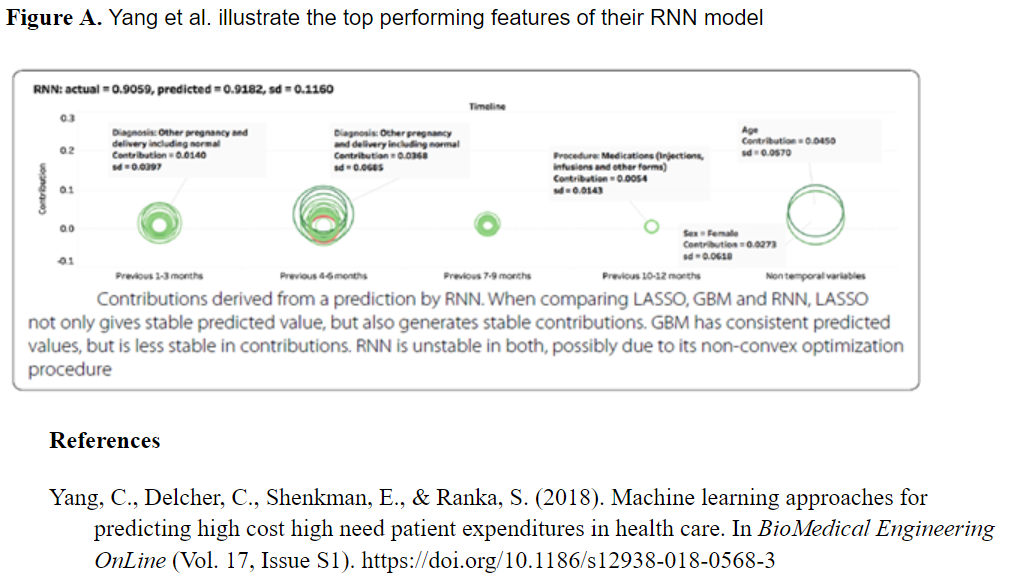 Figure A. Yang et al. illustrate the top performing features of their RNN model
RNN: actual = 0.9059, predicted = 0.9182, sd = 0.1160
Timeline
Contribution
0.3
0.2
0.1
0.0
-0.1
Diagnosis: Other pregnancy and
delivery including normal
Contribution = 0.0140
sd = 0.0397
Diagnosis: Other pregnancy
and delivery including normal
Contribution = 0.0368
sd = 0.0685
Procedure: Medications (Injections,
infusions and other forms)
Contribution = 0.0054
sd = 0.0143
Age
Contribution = 0.0450
sd = 0.0570
Sex = Female
Contribution = 0.0273
sd = 0.0618
Previous 1-3 months
Previous 4-6 months
Previous 7-9 months
Previous 10-12 months
Non temporal variables
Contributions derived from a prediction by RNN. When comparing LASSO, GBM and RNN, LASSO
not only gives stable predicted value, but also generates stable contributions. GBM has consistent predicted
values, but is less stable in contributions. RNN is unstable in both, possibly due to its non-convex optimization
procedure
References
Yang, C., Delcher, C., Shenkman, E., & Ranka, S. (2018). Machine learning approaches for
predicting high cost high need patient expenditures in health care. In BioMedical Engineering
OnLine (Vol. 17, Issue S1). https://doi.org/10.1186/s12938-018-0568-3